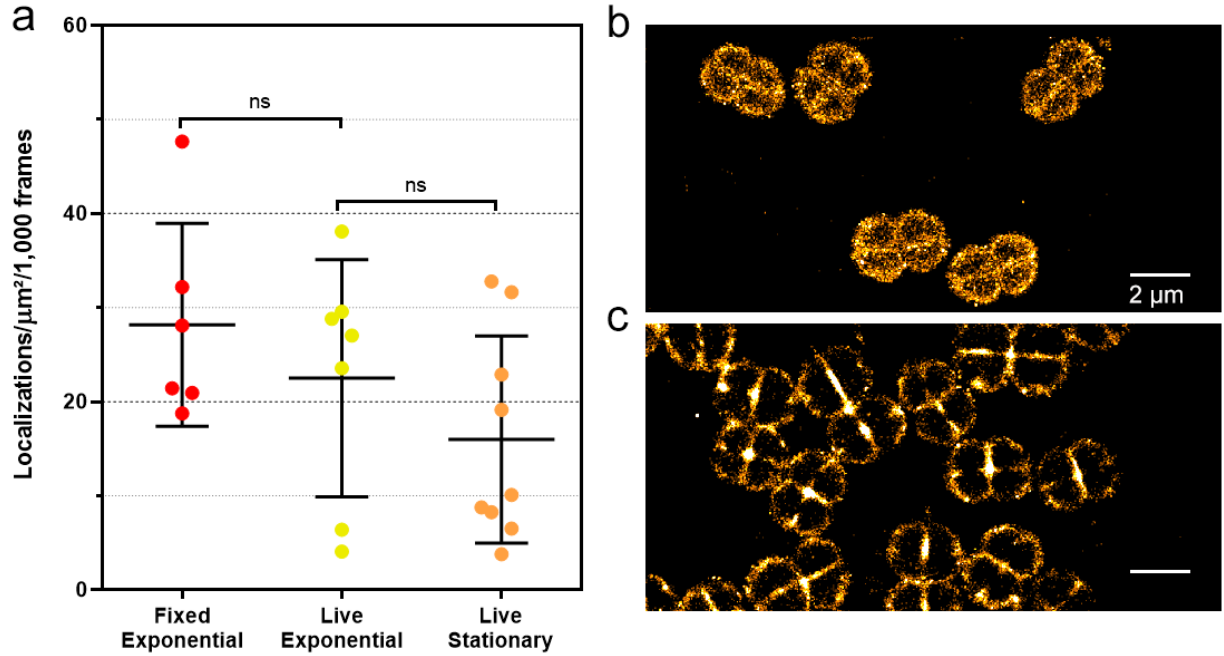 a
Localizations/μm²/1,000 frames
60
40
20
0
ns
ns
Fixed
Exponential
Live
Exponential
Live
Stationary
b
2 μm
c